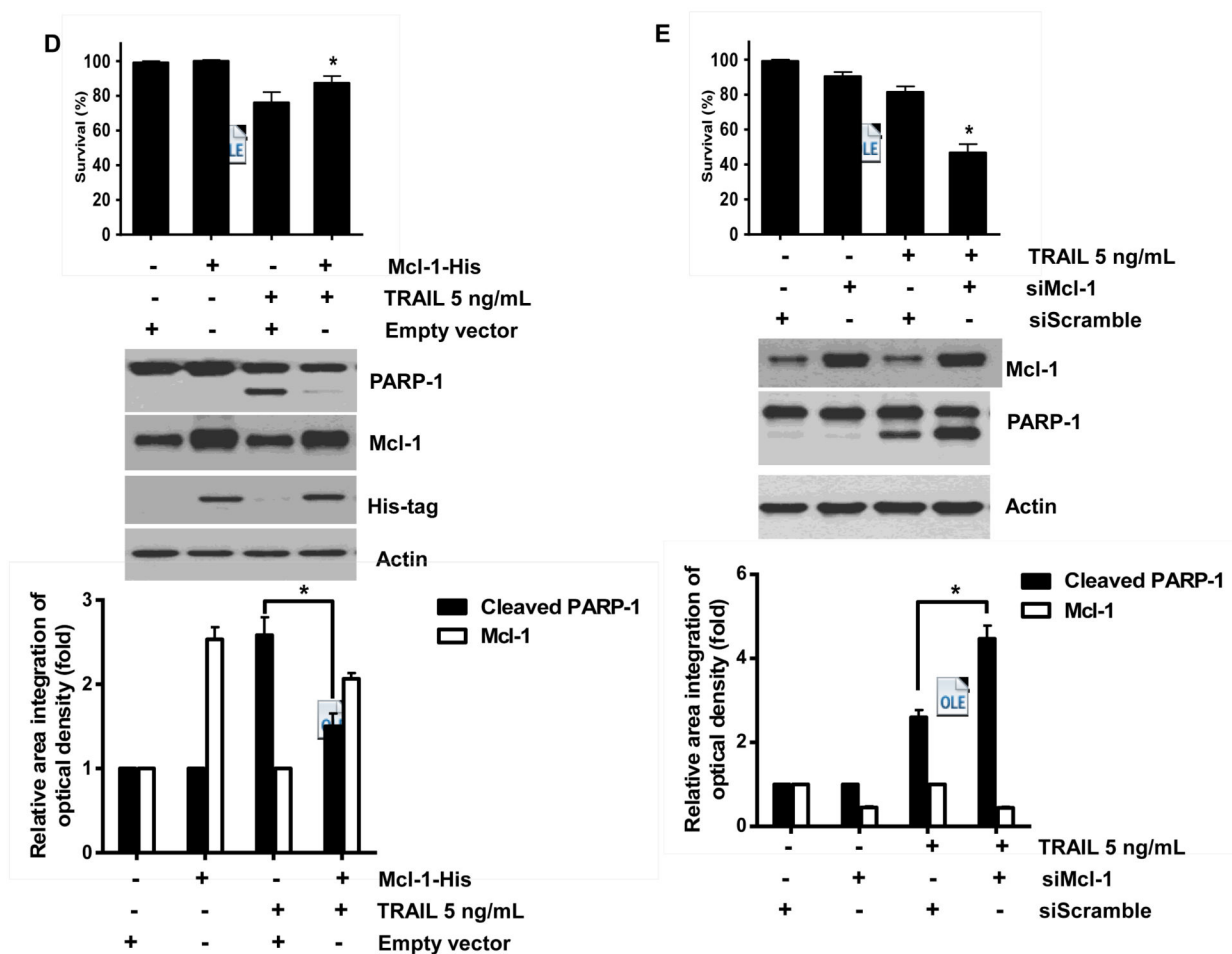 D
Survival (%)
100
80
60
40
20
0
*
LE
- + - + Mcl-1-His
- - + + TRAIL 5 ng/mL
+ - + - Empty vector
PARP-1
Mcl-1
His-tag
Actin
Relative area integration of
optical density (fold)
3
2
1
0
*
OLE
Cleaved PARP-1
Mcl-1
- + - + Mcl-1-His
- - + + TRAIL 5 ng/mL
+ - + - Empty vector
E
Survival (%)
100
80
60
40
20
0
*
LE
- - + + TRAIL 5 ng/mL
- + - + siMcl-1
+ - + - siScramble
Mcl-1
PARP-1
Actin
Relative area integration of
optical density (fold)
6
4
2
0
*
OLE
Cleaved PARP-1
Mcl-1
- - + + TRAIL 5 ng/mL
- + - + siMcl-1
+ - + - siScramble